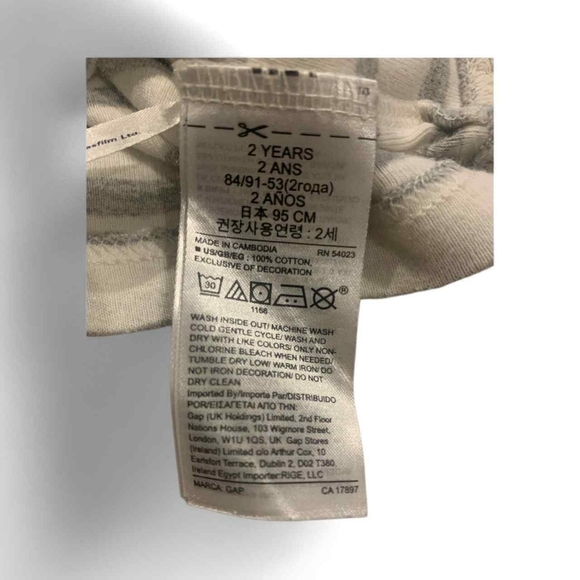 sfilm Ltd.
2 YEARS
2 ANS
84/91-53(2года)
2 AÑOS
日本 95 CM
권장사용연령 : 2세
MADE IN CAMBODIA RN 54023
US/GB/EG : 100% COTTON
EXCLUSIVE OF DECORATION
30
®
1166
WASH INSIDE OUT/ MACHINE WASH
COLD GENTLE CYCLE/ WASH AND
DRY WITH LIKE COLORS/ ONLY NON-
CHLORINE BLEACH WHEN NEEDED/
TUMBLE DRY LOW/ WARM IRON/ DO
NOT IRON DECORATION/ DO NOT
DRY CLEAN
Imported By/Importe Par/DISTRIBUIDO
POR/ΕΙΣΑΓΕΤΑΙ ΑΠΟ ΤΗΝ:
Gap (UK Holdings) Limited, 2nd Floor
Nations House, 103 Wigmore Street,
London, W1U 1QS, UK Gap Stores
(Ireland) Limited c/o Arthur Cox, 10
Earlsfort Terrace, Dublin 2, D02 T380,
Ireland Egypt Importer:RIGE, LLC
MARCA: GAP CA 17897